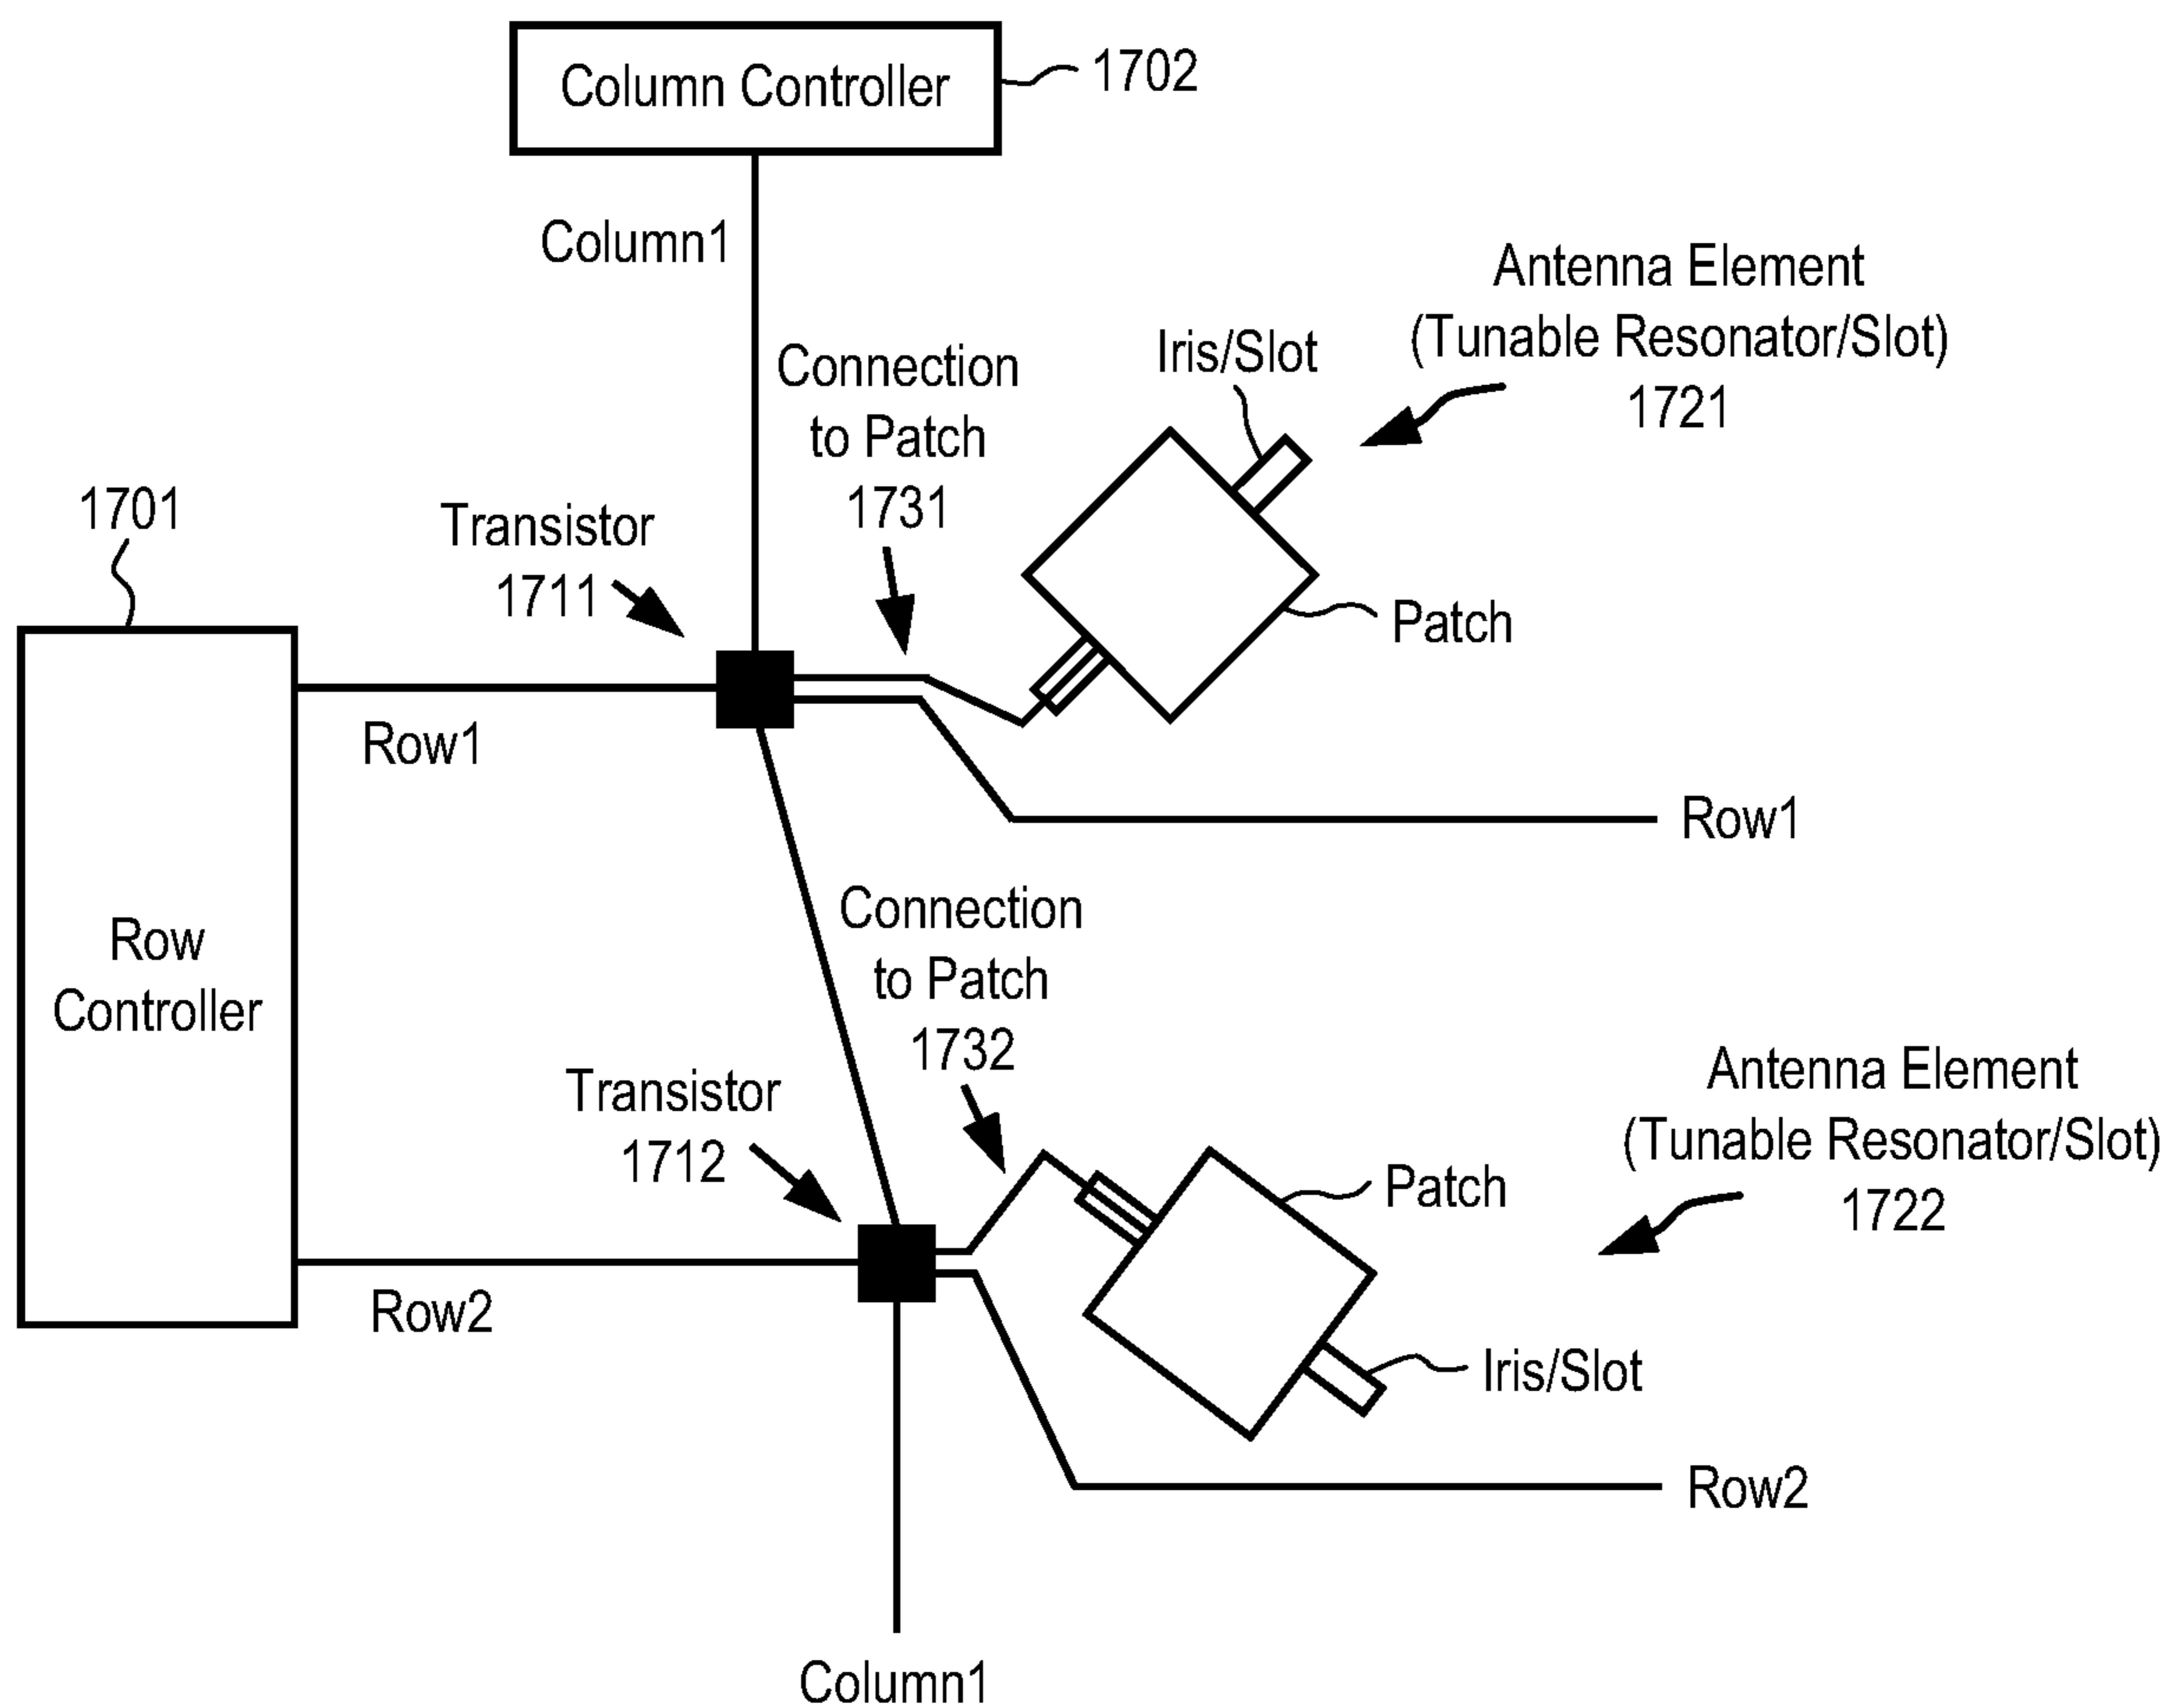 Column Controller
1702
Column1
Antenna Element
(Tunable Resonator/Slot)
1721
Iris/Slot
Connection
to Patch
1731
1701
Transistor
1711
Patch
Row1
Row1
Row
Controller
Connection
to Patch
1732
Transistor
1712
Antenna Element
(Tunable Resonator/Slot)
1722
Patch
Row2
Iris/Slot
Row2
Column1